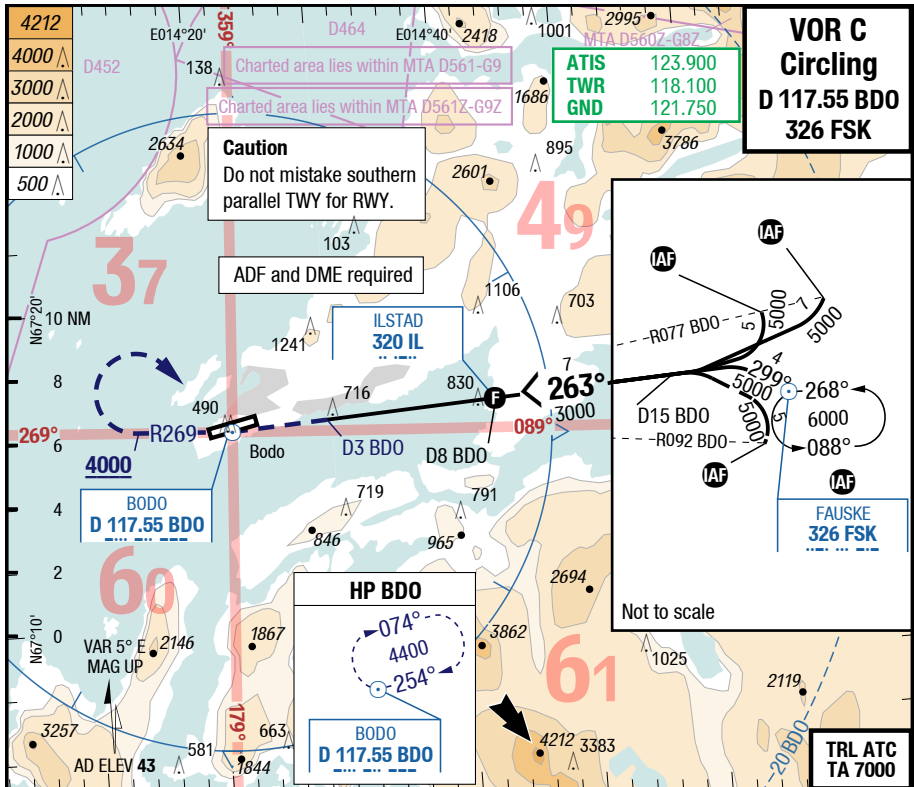 4212
4000
3000
2000
1000
500
D452
E014°20'
359°
D464
138
Charted area lies within MTA D561-G9
Charted area lies within MTA D561Z-G9Z
E014°40'
2418
1001
2995
MTA D560Z-G8Z
1686
ATIS 123.900
TWR 118.100
GND 121.750
VOR C
Circling
D 117.55 BDO
326 FSK
2634
Caution
Do not mistake southern
parallel TWY for RWY.
103
2601
895
3786
37
49
ADF and DME required
N67°20'
10 NM
8
6
4
2
0
N67°10'
1241
ILSTAD
320 IL
1106
703
716
830
F
7
263°
3000
490
R269
269°
089°
4000
Bodo
D3 BDO
D8 BDO
BODO
D 117.55 BDO
719
846
791
965
60
61
2694
IAF
IAF
R077 BDO
5
5000
7
5000
4
299°
5000
5
5000
268°
6000
088°
D15 BDO
R092 BDO
IAF
IAF
FAUSKE
326 FSK
Not to scale
VAR 5° E
MAG UP
2146
1867
HP BDO
074°
4400
254°
BODO
D 117.55 BDO
3862
1025
2119
3257
179°
663
581
1844
AD ELEV 43
4212
3383
20 BDO
TRL ATC
TA 7000